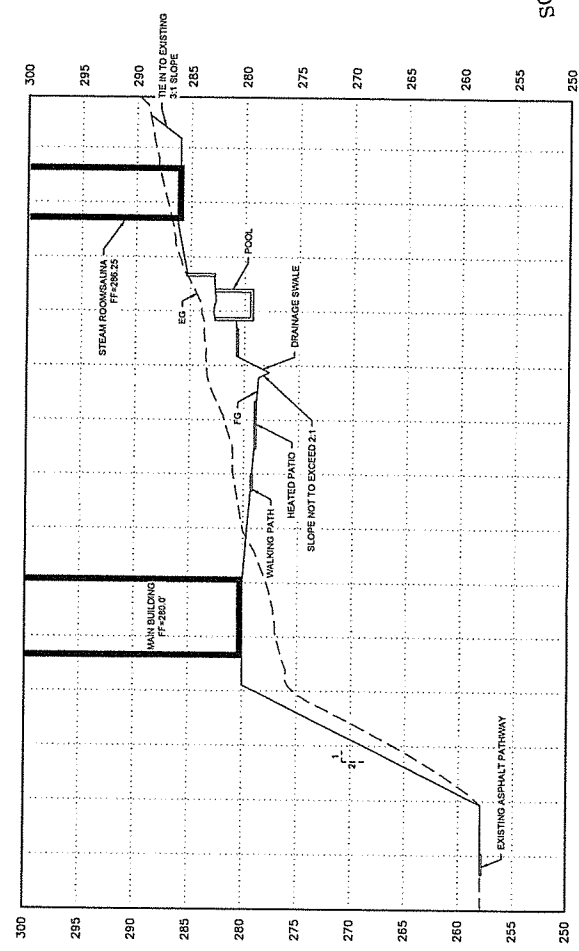 300
295
290
285
280
275
270
265
260
255
250
300
295
290
285
280
275
270
265
260
255
250
MAIN BUILDING
FF=280.0'
STEAM ROOM/SAUNA
FF=286.25
TIE IN TO EXISTING
3:1 SLOPE
EG
POOL
DRAINAGE SWALE
FG
SLOPE NOT TO EXCEED 2:1
HEATED PATIO
WALKING PATH
1
2
EXISTING ASPHALT PATHWAY
SC